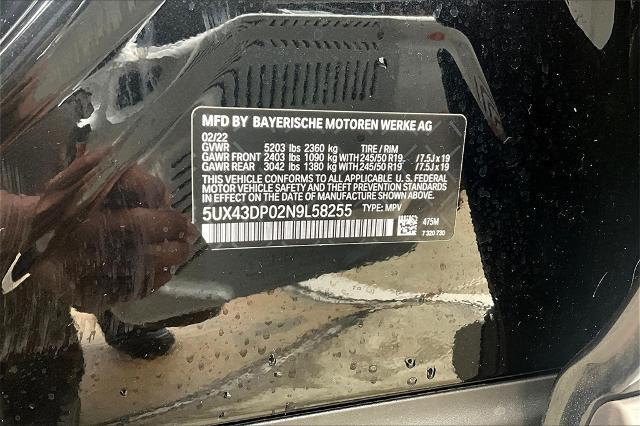 MFD BY BAYERISCHE MOTOREN WERKE AG
02/22
GVWR 5203 lbs 2360 kg TIRE / RIM
GAWR FRONT 2403 lbs 1090 kg WITH 245/50 R19 /7.5J x 19
GAWR REAR 3042 lbs 1380 kg WITH 245/50 R19 /7.5J x 19
THIS VEHICLE CONFORMS TO ALL APPLICABLE U. S. FEDERAL
MOTOR VEHICLE SAFETY AND THEFT PREVENTION STANDARDS
IN EFFECT ON THE DATE OF MANUFACTURE SHOWN ABOVE.
5UX43DP02N9L58255 TYPE: MPV
475M
7 320 730